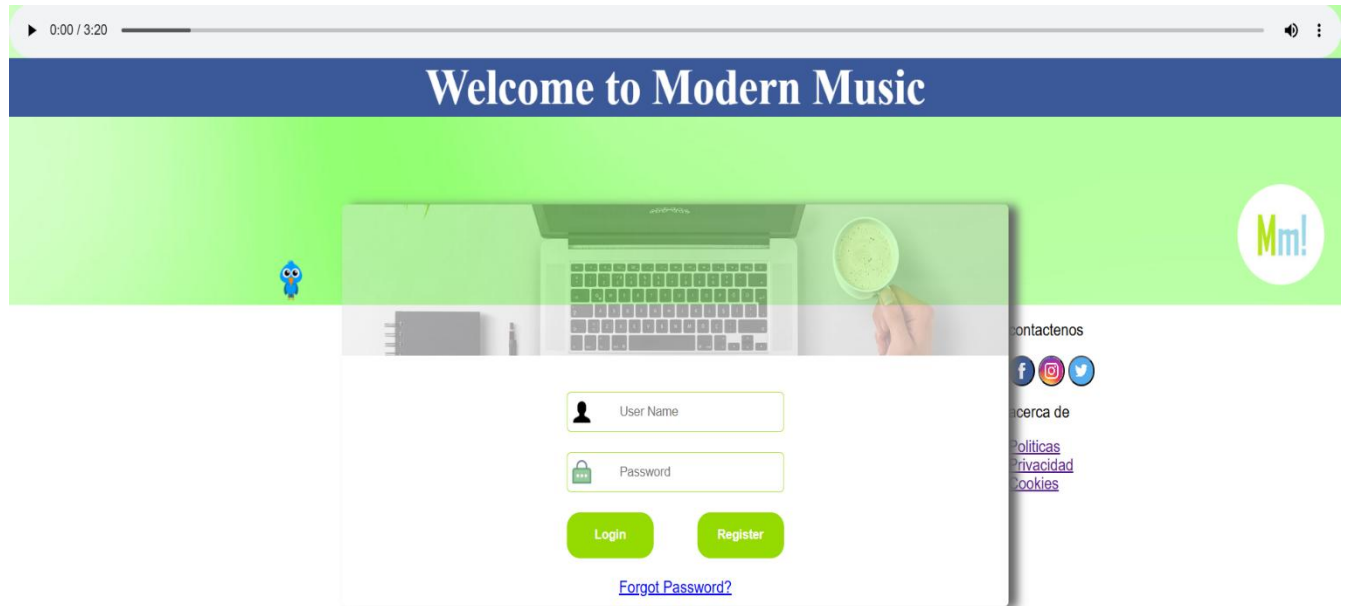 0:00 / 3:20
Welcome to Modern Music
Mm!
contactenos
acerca de
Politicas
Privacidad
Cookies
User Name
Password
Login Register
Forgot Password?